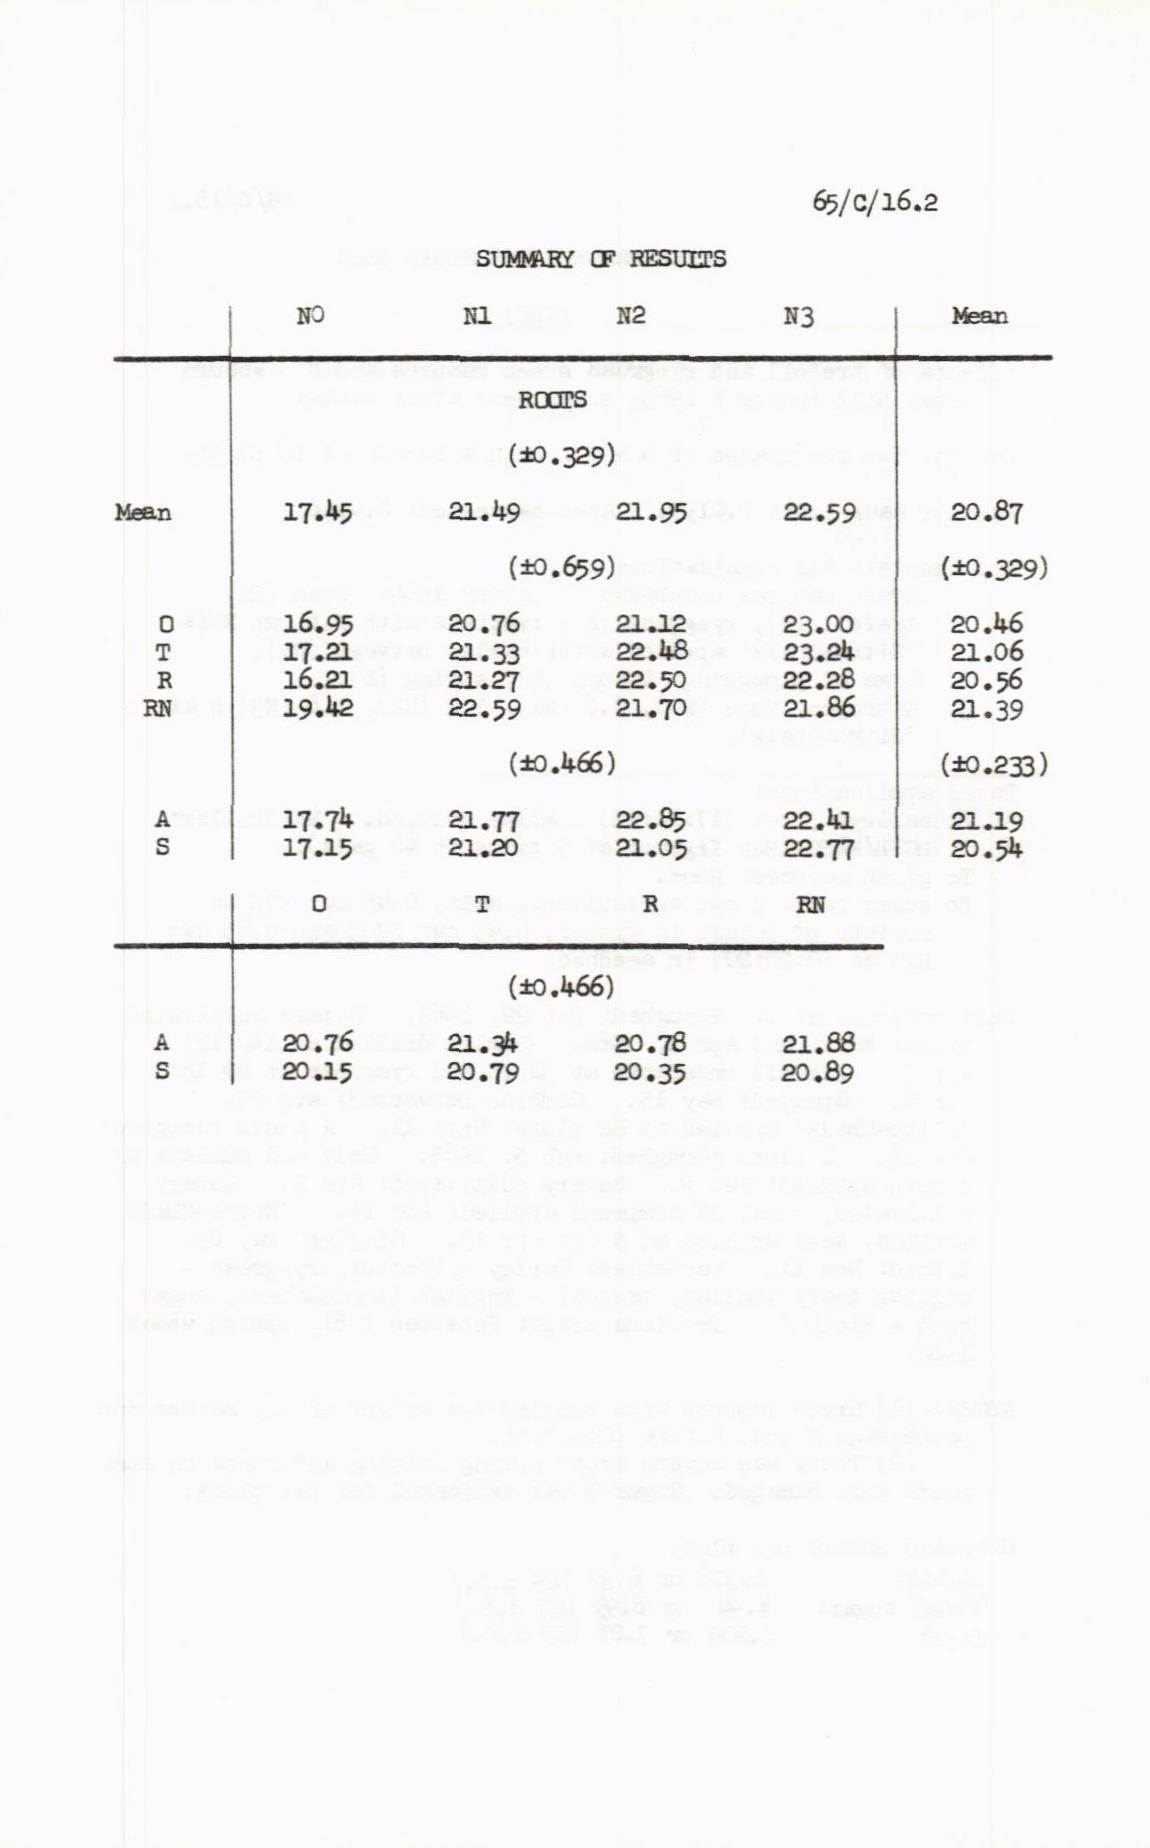 65/C/16.2
SUMMARY OF RESULTS
N0 N1 N2 N3 Mean
ROOTS
(±0.329)
Mean 17.45 21.49 21.95 22.59 20.87
(±0.659) (±0.329)
O 16.95 20.76 21.12 23.00 20.46
T 17.21 21.33 22.48 23.24 21.06
R 16.21 21.27 22.50 22.28 20.56
RN 19.42 22.59 21.70 21.86 21.39
(±0.466) (±0.233)
A 17.74 21.77 22.85 22.41 21.19
S 17.15 21.20 21.05 22.77 20.54
O T R RN
(±0.466)
A 20.76 21.34 20.78 21.88
S 20.15 20.79 20.35 20.89